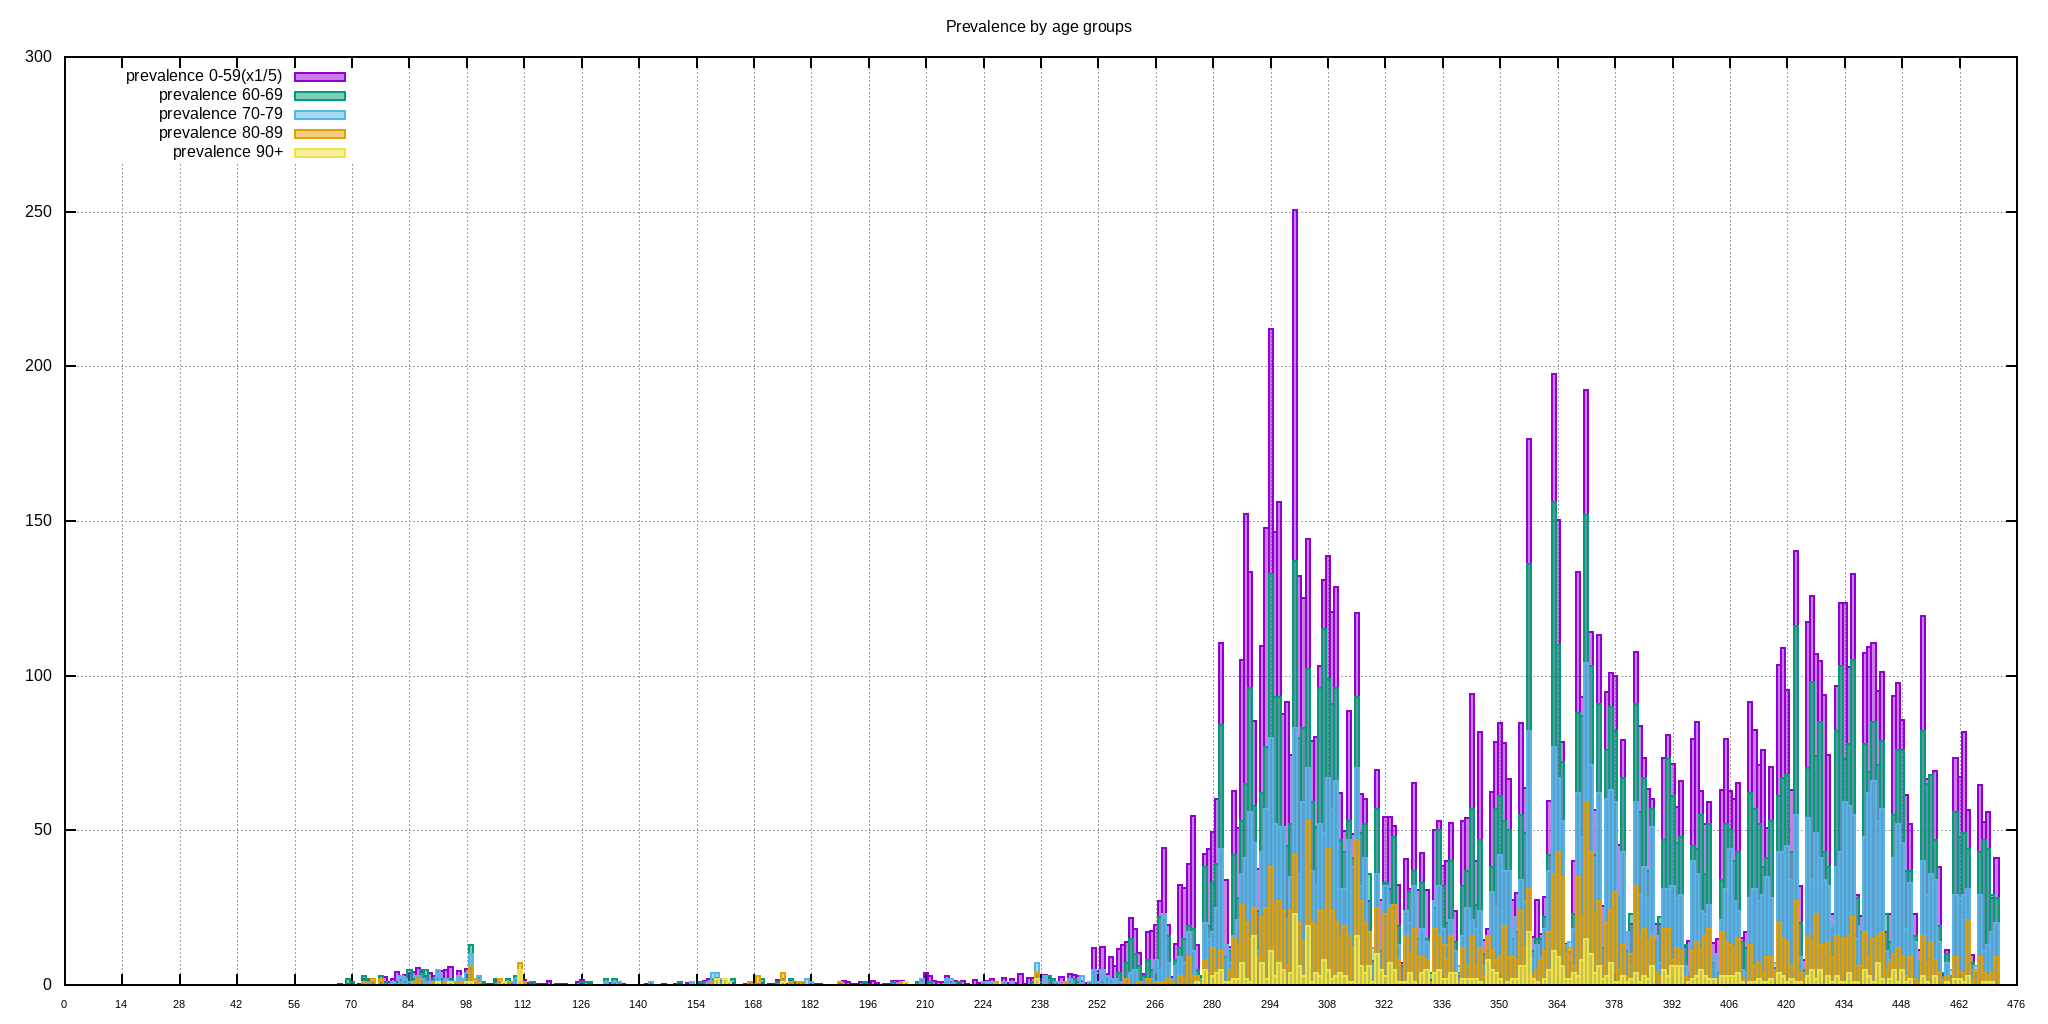 Prevalence by age groups
300
prevalence 0-59(x1/5)
prevalence 60-69
prevalence 70-79
prevalence 80-89
prevalence 90+
250
200
150
100
50
0
0 14 28 42 56 70 84 98 112 126 140 154 168 182 196 210 224 238 252 266 280 294 308 322 336 350 364 378 392 406 420 434 448 462 476